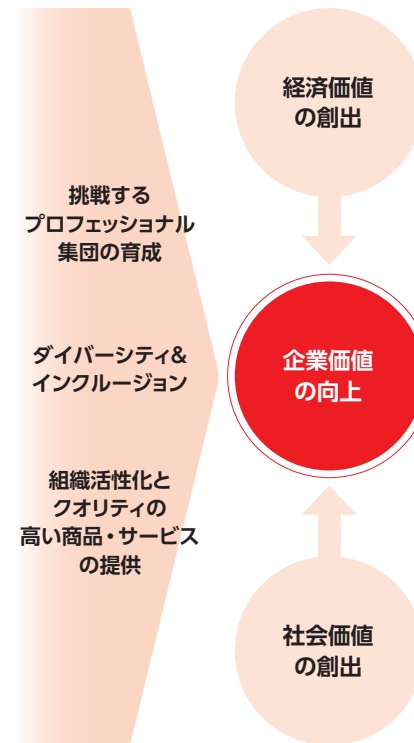 挑戦する
プロフェッショナル
集団の育成
ダイバーシティ&
インクルージョン
組織活性化と
クオリティの
高い商品・サービス
の提供
経済価値
の創出
企業価値
の向上
社会価値
の創出